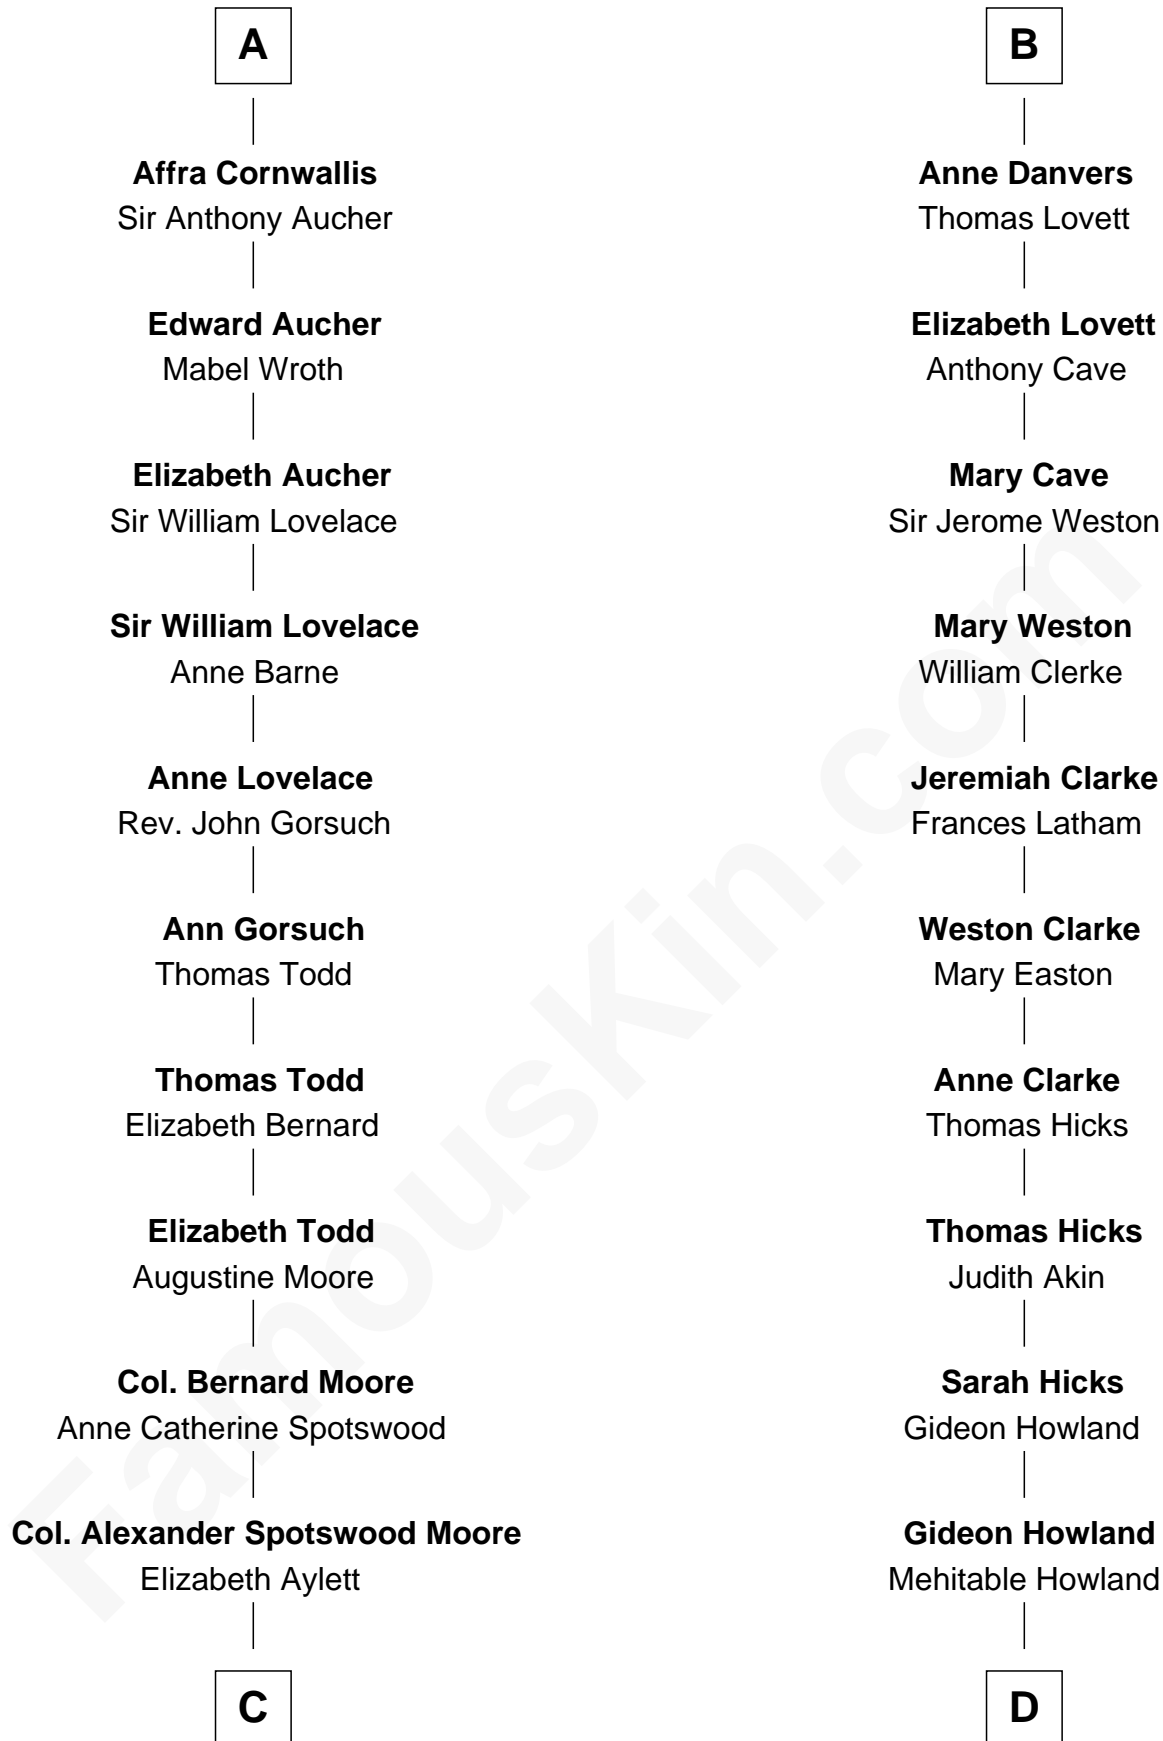 A
Affra Cornwallis
Sir Anthony Aucher
Edward Aucher
Mabel Wroth
Elizabeth Aucher
Sir William Lovelace
Sir William Lovelace
Anne Barne
Anne Lovelace
Rev. John Gorsuch
Ann Gorsuch
Thomas Todd
Thomas Todd
Elizabeth Bernard
Elizabeth Todd
Augustine Moore
Col. Bernard Moore
Anne Catherine Spotswood
Col. Alexander Spotswood Moore
Elizabeth Aylett
C
B
Anne Danvers
Thomas Lovett
Elizabeth Lovett
Anthony Cave
Mary Cave
Sir Jerome Weston
Mary Weston
William Clerke
Jeremiah Clarke
Frances Latham
Weston Clarke
Mary Easton
Anne Clarke
Thomas Hicks
Thomas Hicks
Judith Akin
Sarah Hicks
Gideon Howland
Gideon Howland
Mehitable Howland
D
FamousKin.com